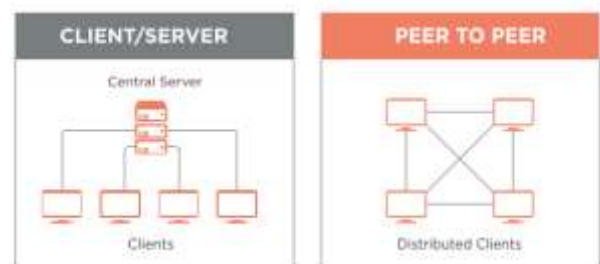 CLIENT/SERVER
Central Server
Clients
PEER TO PEER
Distributed Clients